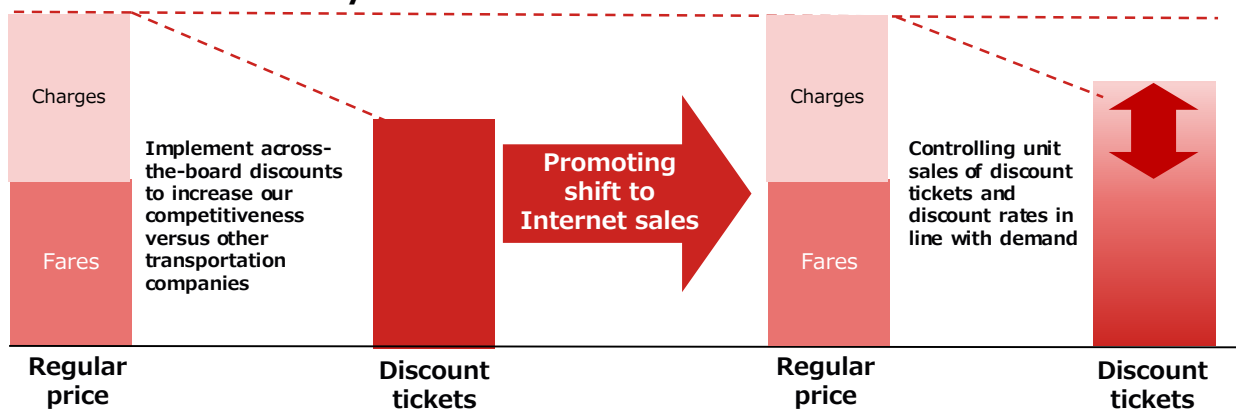 Charges
Fares
Implement across-
the-board discounts
to increase our
competitiveness
versus other
transportation
companies
Regular
price
Discount
tickets
Promoting
shift to
Internet sales
Charges
Fares
Controlling unit
sales of discount
tickets and
discount rates in
line with demand
Regular
price
Discount
tickets